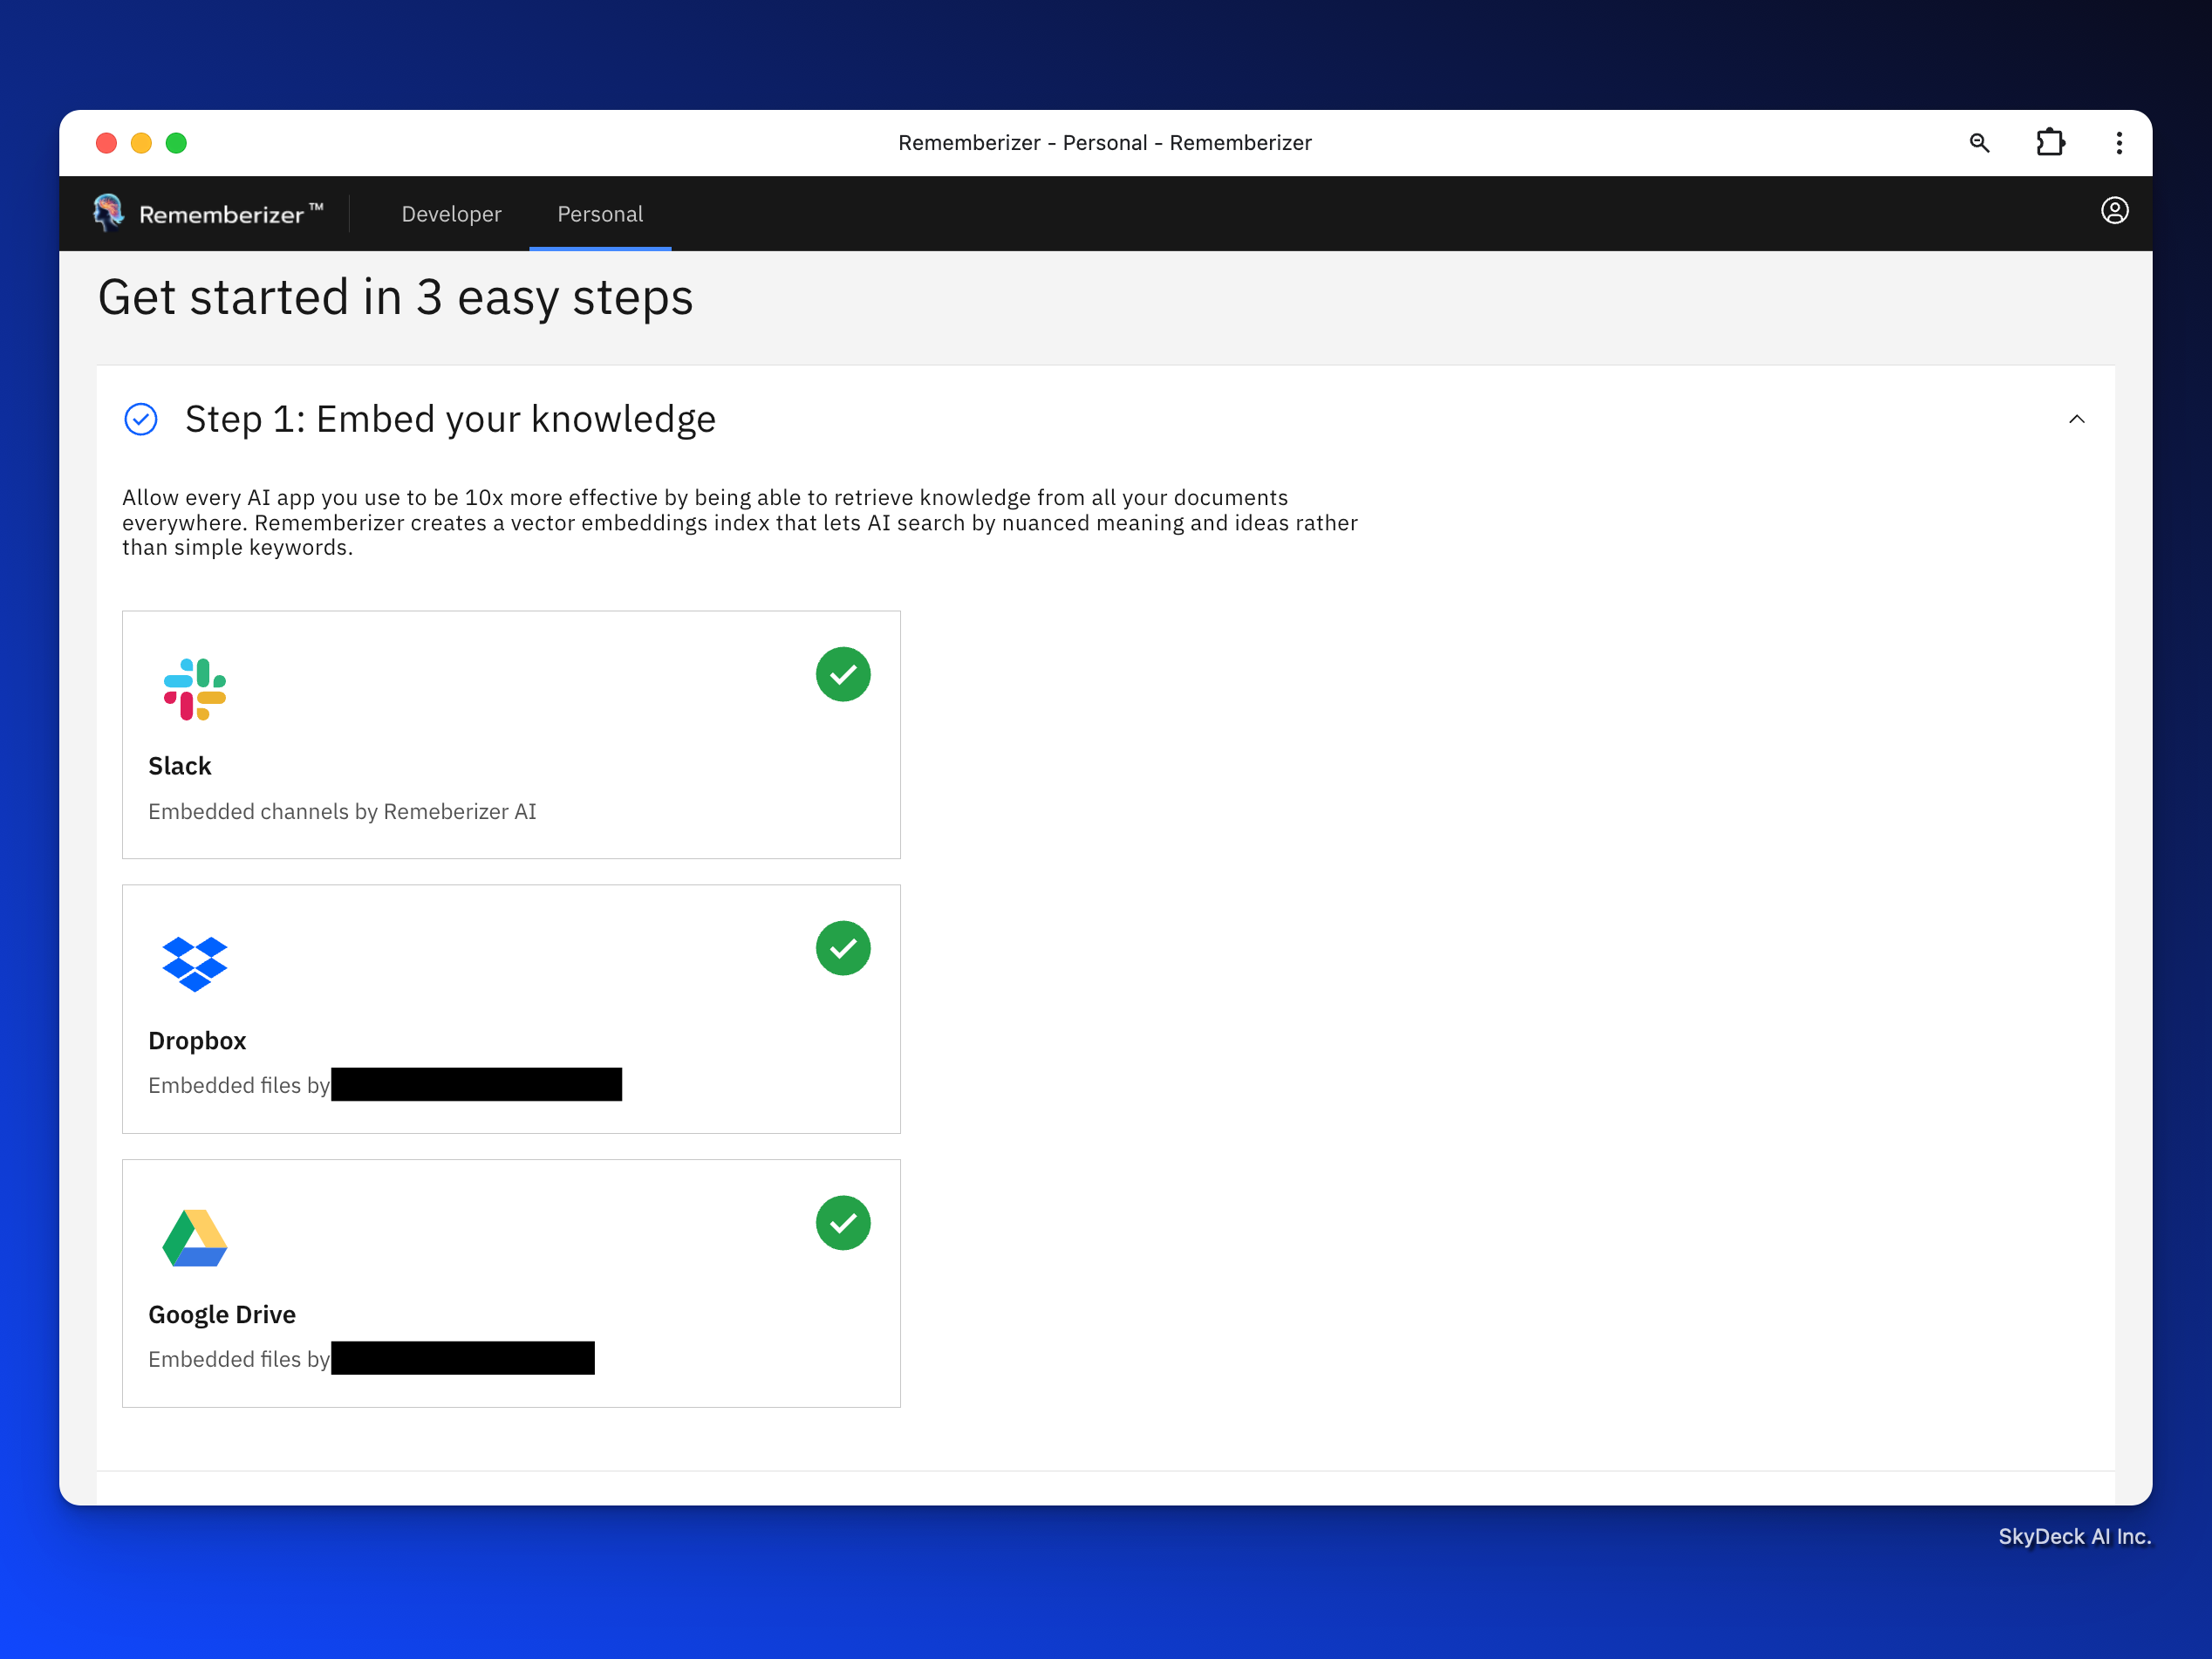 Rememberizer - Personal - Rememberizer
Rememberizer™
Developer
Personal
Get started in 3 easy steps
Step 1: Embed your knowledge
Allow every AI app you use to be 10x more effective by being able to retrieve knowledge from all your documents
everywhere. Rememberizer creates a vector embeddings index that lets AI search by nuanced meaning and ideas rather
than simple keywords.
Slack
Embedded channels by Remeberizer AI
Dropbox
Embedded files by
Google Drive
Embedded files by
SkyDeck AI Inc.